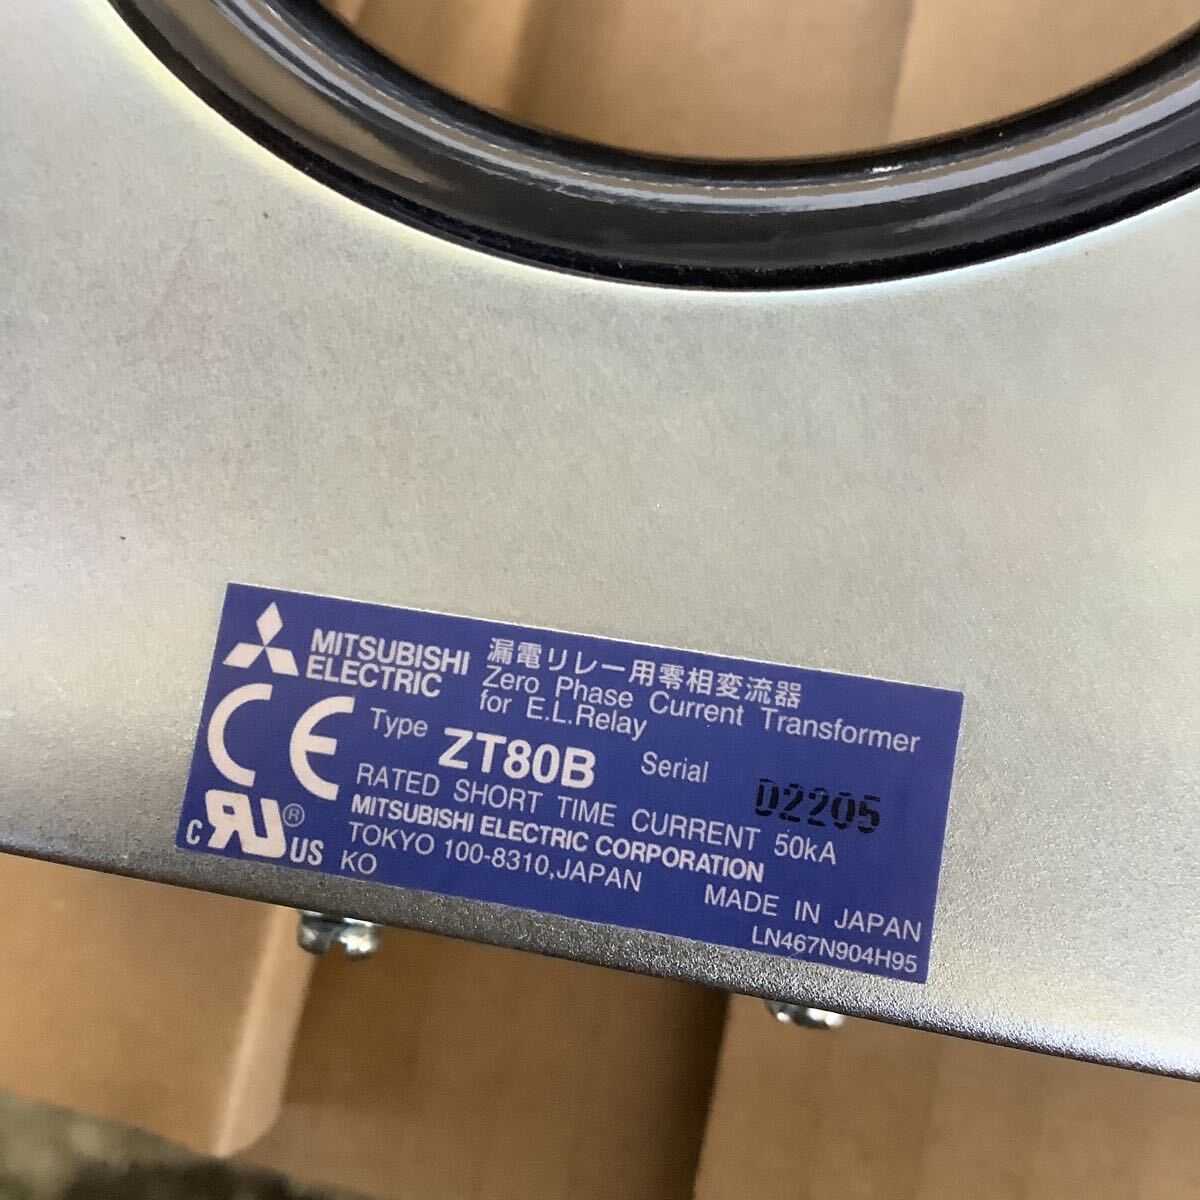 MITSUBISHI
ELECTRIC
漏電リレー用零相変流器
Zero Phase Current Transformer
for E.L.Relay
CE
Type ZT80B Serial D2205
RATED SHORT TIME CURRENT 50kA
MITSUBISHI ELECTRIC CORPORATION
TOKYO 100-8310,JAPAN
KO
MADE IN JAPAN
LN467N904H95
c RU ® US